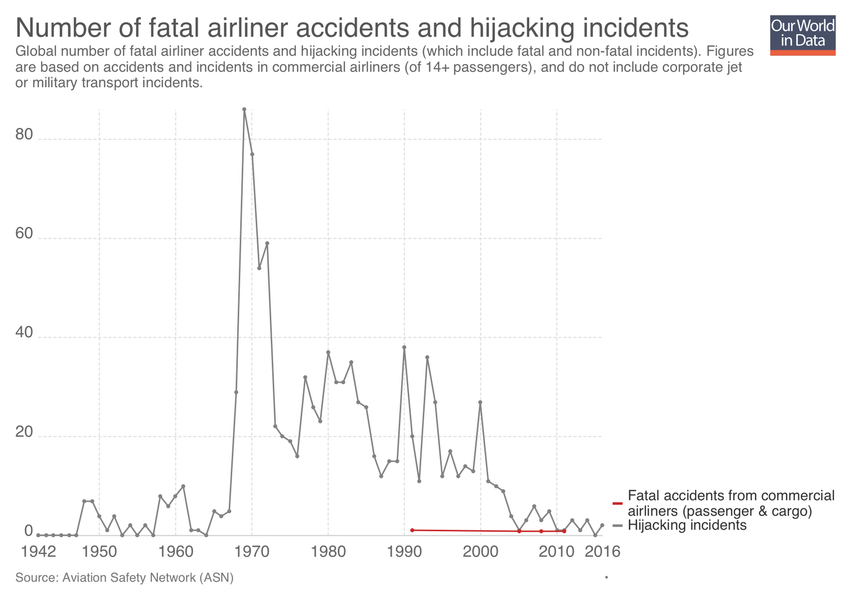 Number of fatal airliner accidents and hijacking incidents
Our World
in Data
Global number of fatal airliner accidents and hijacking incidents (which include fatal and non-fatal incidents). Figures
are based on accidents and incidents in commercial airliners (of 14+ passengers), and do not include corporate jet
or military transport incidents.
80
60
40
20
0
Fatal accidents from commercial
airliners (passenger & cargo)
Hijacking incidents
1942 1950 1960 1970 1980 1990 2000 2010 2016
Source: Aviation Safety Network (ASN)